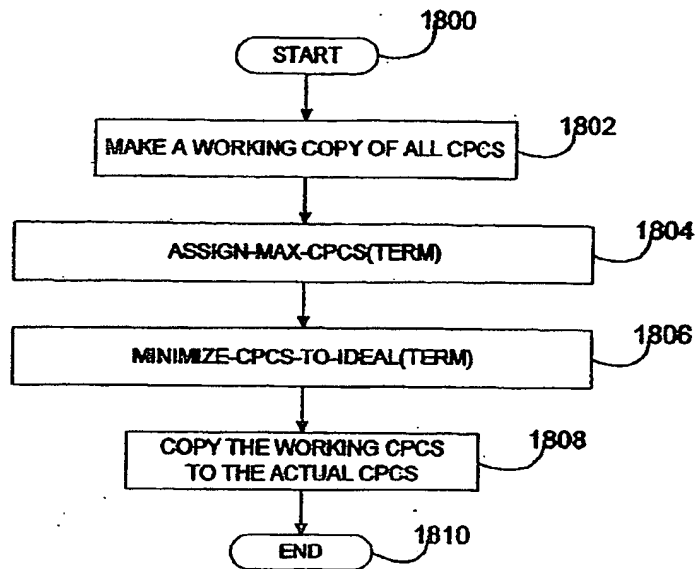 1800
START
1802
MAKE A WORKING COPY OF ALL CPCS
1804
ASSIGN-MAX-CPCS(TERM)
1806
MINIMIZE-CPCS-TO-IDEAL(TERM)
1808
COPY THE WORKING CPCS
TO THE ACTUAL CPCS
1810
END